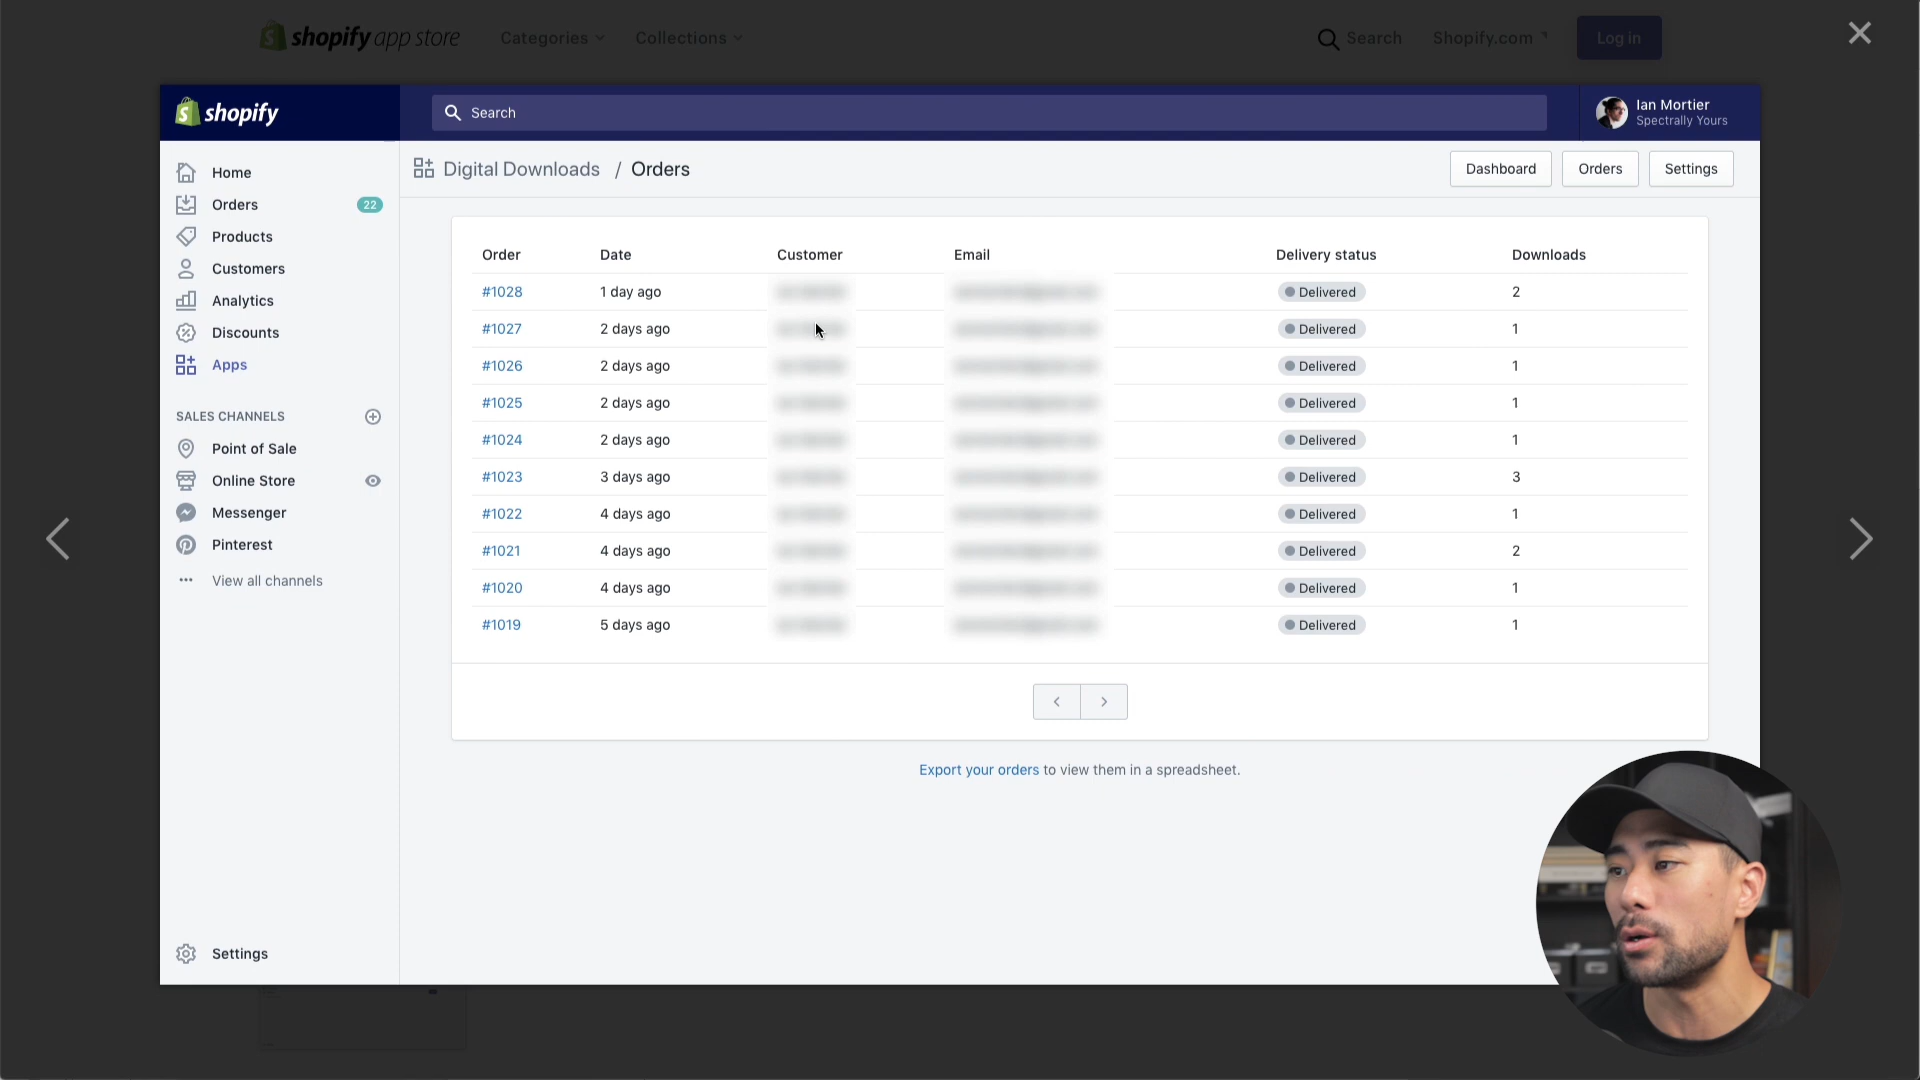 shopify app store Categories Collections Search Shopify.com Log in
shopify Search Ian Mortier
Spectrally Yours
Digital Downloads / Orders Dashboard Orders Settings
Home
Orders 22
Products
Customers
Analytics
Discounts
Apps
SALES CHANNELS
Point of Sale
Online Store
Messenger
Pinterest
View all channels
Settings
Order Date Customer Email Delivery status Downloads
#1028 1 day ago Delivered 2
#1027 2 days ago Delivered 1
#1026 2 days ago Delivered 1
#1025 2 days ago Delivered 1
#1024 2 days ago Delivered 1
#1023 3 days ago Delivered 3
#1022 4 days ago Delivered 1
#1021 4 days ago Delivered 2
#1020 4 days ago Delivered 1
#1019 5 days ago Delivered 1
Export your orders to view them in a spreadsheet.